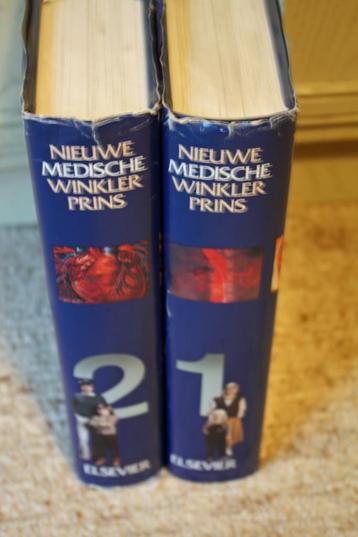 NIEUWE
MEDISCHE
WINKLER
PRINS
2
ELSEVIER
NIEUWE
MEDISCHE
WINKLER
PRINS
1
ELSEVIER